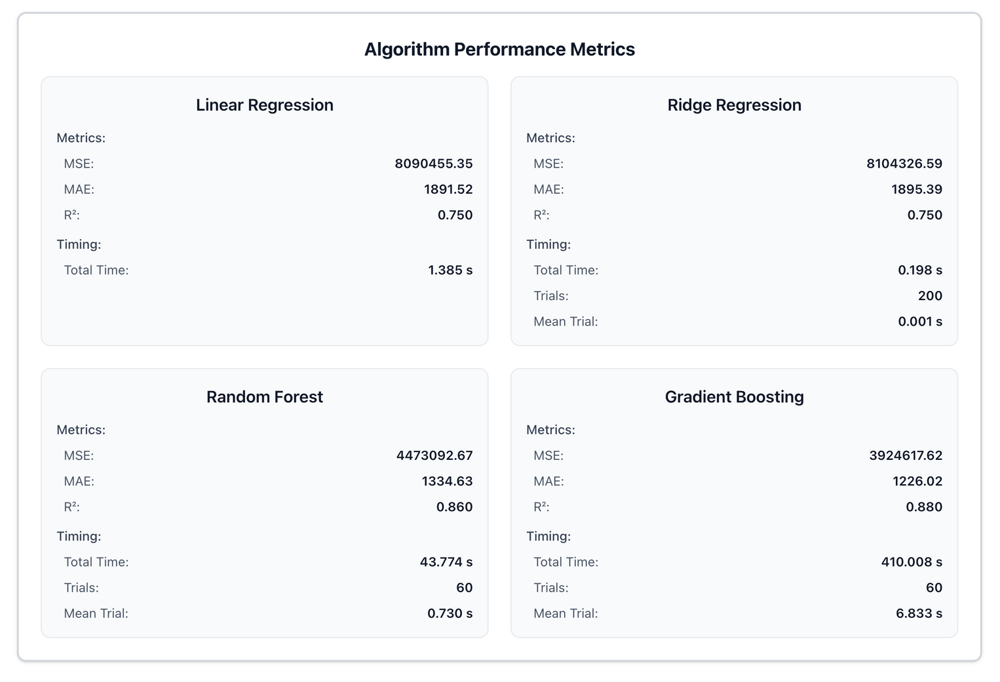 Algorithm Performance Metrics
Linear Regression
Metrics:
MSE: 8090455.35
MAE: 1891.52
R²: 0.750
Timing:
Total Time: 1.385 s
Ridge Regression
Metrics:
MSE: 8104326.59
MAE: 1895.39
R²: 0.750
Timing:
Total Time: 0.198 s
Trials: 200
Mean Trial: 0.001 s
Random Forest
Metrics:
MSE: 4473092.67
MAE: 1334.63
R²: 0.860
Timing:
Total Time: 43.774 s
Trials: 60
Mean Trial: 0.730 s
Gradient Boosting
Metrics:
MSE: 3924617.62
MAE: 1226.02
R²: 0.880
Timing:
Total Time: 410.008 s
Trials: 60
Mean Trial: 6.833 s